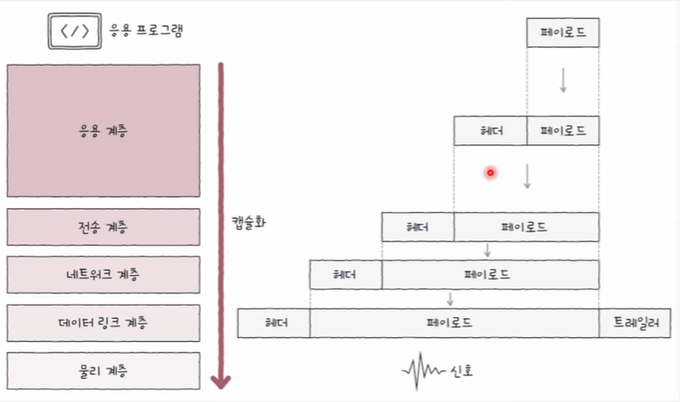 </> 응용 프로그램
페이로드
응용 계층
헤더 페이로드
캡슐화
전송 계층
헤더 페이로드
네트워크 계층
헤더 페이로드
데이터 링크 계층
헤더 페이로드 트레일러
물리 계층
신호